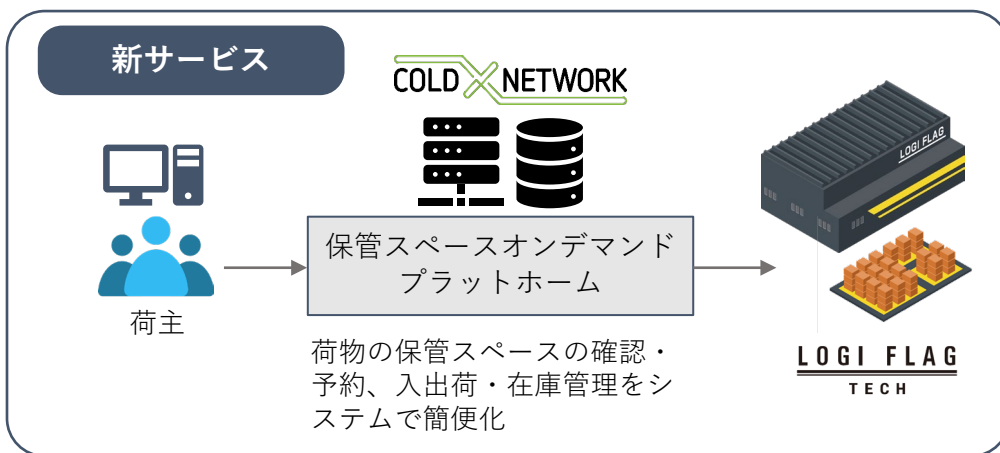 新サービス
COLD X NETWORK
LOGI FLAG
保管スペースオンデマンド
プラットホーム
荷主
荷物の保管スペースの確認・
予約、入出荷・在庫管理をシ
ステムで簡便化
LOGI FLAG
TECH